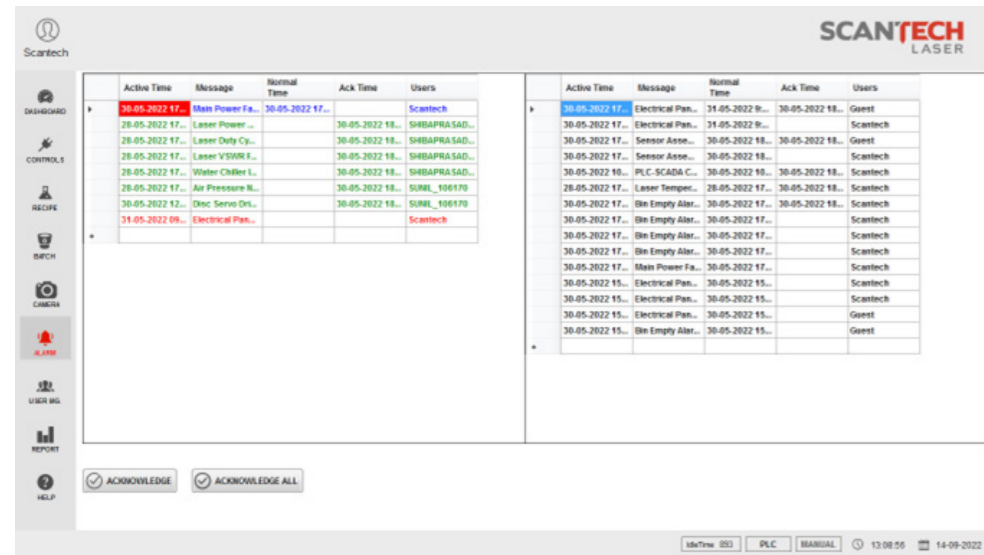 Scantech
SCANTECH
LASER
DASHBOARD
CONTROLS
RECIPE
BATCH
CAMERA
ALARM
USER MG.
REPORT
HELP
Active Time Message Normal Time Ack Time Users
30-05-2022 17... Main Power Fa... 30-05-2022 17... Scantech
28-05-2022 17... Laser Power ... 30-05-2022 18... SHIBAPRASAD...
28-05-2022 17... Laser Duty Cy... 30-05-2022 18... SHIBAPRASAD...
28-05-2022 17... Laser VSWR F... 30-05-2022 18... SHIBAPRASAD...
28-05-2022 17... Water Chiller L... 30-05-2022 18... SHIBAPRASAD...
28-05-2022 17... Air Pressure N... 30-05-2022 18... SUNIL_106170
30-05-2022 12... Disc Servo Dri... 30-05-2022 18... SUNIL_106170
31-05-2022 09... Electrical Pan... Scantech
Active Time Message Normal Time Ack Time Users
30-05-2022 17... Electrical Pan... 31-05-2022 9:... 30-05-2022 18... Guest
30-05-2022 17... Electrical Pan... 31-05-2022 9:... Scantech
30-05-2022 17... Sensor Asse... 30-05-2022 18... 30-05-2022 18... Guest
30-05-2022 17... Sensor Asse... 30-05-2022 18... Scantech
30-05-2022 10... PLC-SCADA C... 30-05-2022 10... 30-05-2022 18... Scantech
28-05-2022 17... Laser Temper... 28-05-2022 17... 30-05-2022 18... Scantech
30-05-2022 17... Bin Empty Alar... 30-05-2022 17... 30-05-2022 18... Scantech
30-05-2022 17... Bin Empty Alar... 30-05-2022 17... Scantech
30-05-2022 17... Bin Empty Alar... 30-05-2022 17... Scantech
30-05-2022 17... Bin Empty Alar... 30-05-2022 17... Scantech
30-05-2022 17... Main Power Fa... 30-05-2022 17... Scantech
30-05-2022 15... Electrical Pan... 30-05-2022 15... Scantech
30-05-2022 15... Electrical Pan... 30-05-2022 15... Scantech
30-05-2022 15... Electrical Pan... 30-05-2022 15... Guest
30-05-2022 15... Bin Empty Alar... 30-05-2022 15... Guest
ACKNOWLEDGE ACKNOWLEDGE ALL
IdleTime 893 PLC MANUAL 13:08:56 14-09-2022